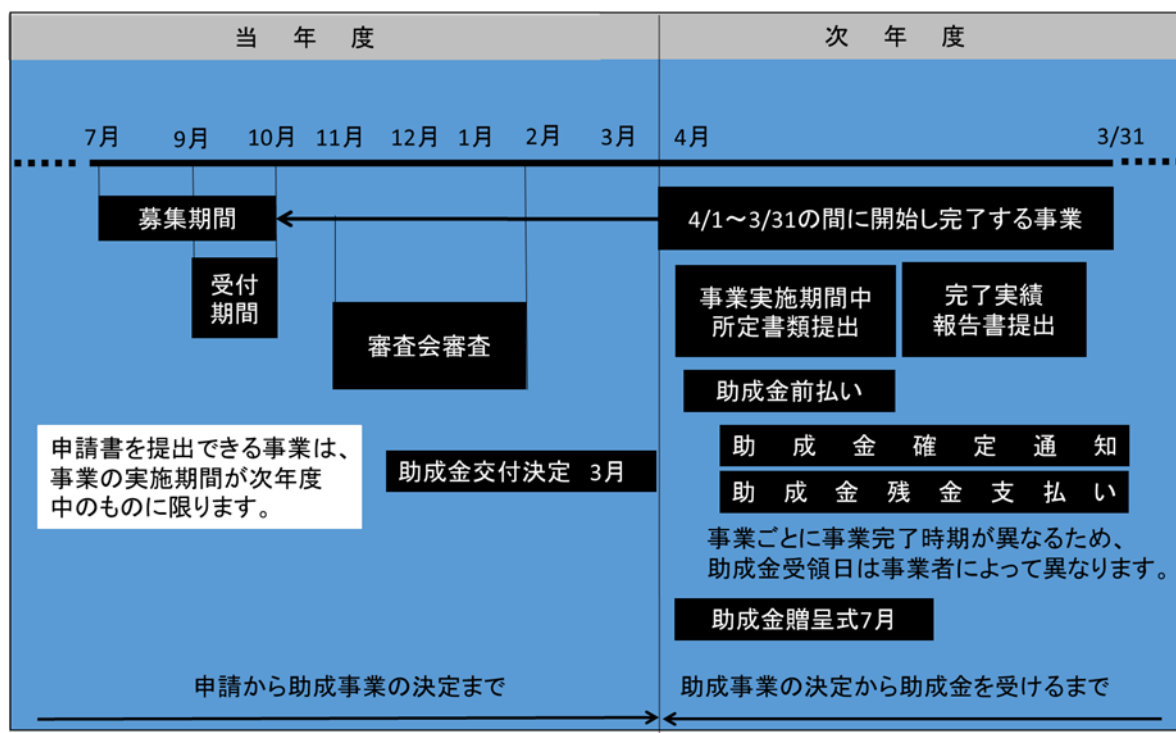 当年度
次年度
7月 9月 10月 11月 12月 1月 2月 3月 4月 3/31
募集期間
4/1～3/31の間に開始し完了する事業
受付
期間
審査会審査
事業実施期間中
所定書類提出
完了実績
報告書提出
助成金前払い
申請書を提出できる事業は、
事業の実施期間が次年度
中のものに限ります。
助成金交付決定 3月
助成金確定通知
助成金残金支払い
事業ごとに事業完了時期が異なるため、
助成金受領日は事業者によって異なります。
助成金贈呈式7月
申請から助成事業の決定まで
助成事業の決定から助成金を受けるまで